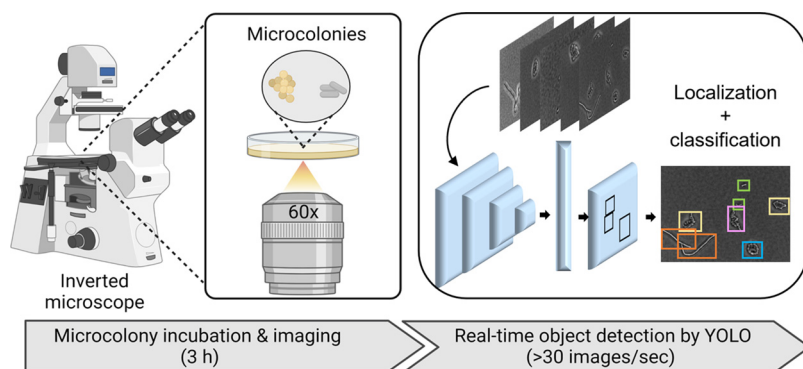 Microcolonies
60x
Inverted
microscope
Localization
+
classification
Microcolony incubation & imaging
(3 h)
Real-time object detection by YOLO
(>30 images/sec)